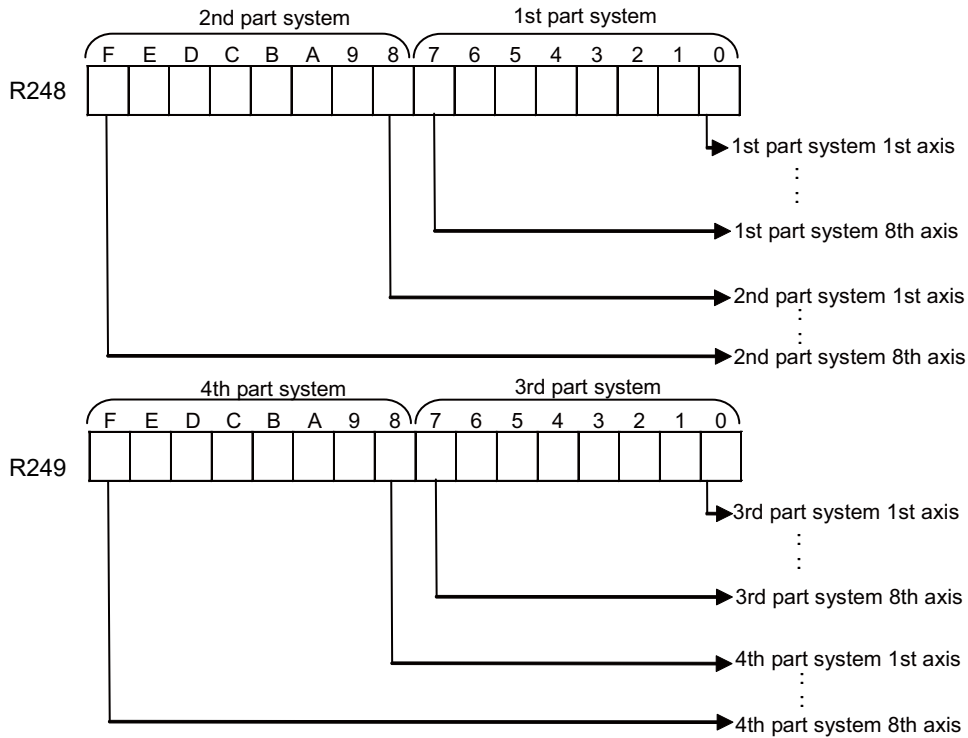 2nd part system 1st part system
F E D C B A 9 8 7 6 5 4 3 2 1 0
R248
1st part system 1st axis
:
:
1st part system 8th axis
2nd part system 1st axis
:
:
2nd part system 8th axis
4th part system 3rd part system
F E D C B A 9 8 7 6 5 4 3 2 1 0
R249
3rd part system 1st axis
:
:
3rd part system 8th axis
4th part system 1st axis
:
:
4th part system 8th axis